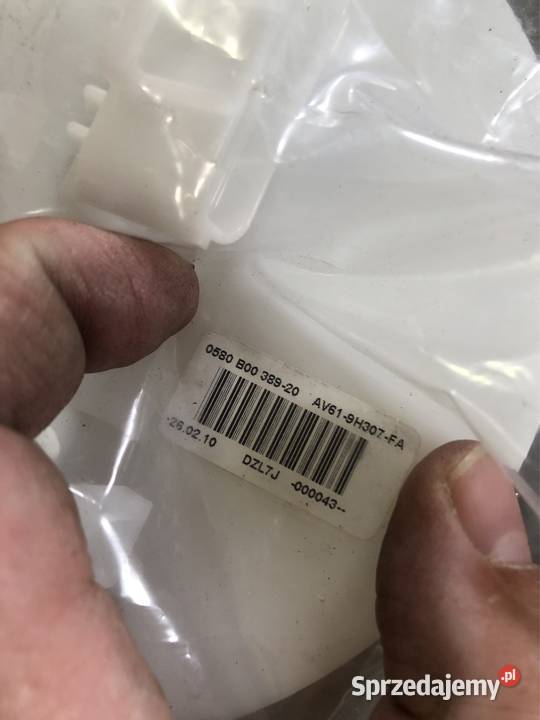 0580 B00 389-20 AV61-9H307-FA
-26.02.10 DZL7J -000043--
Sprzedajemy.pl